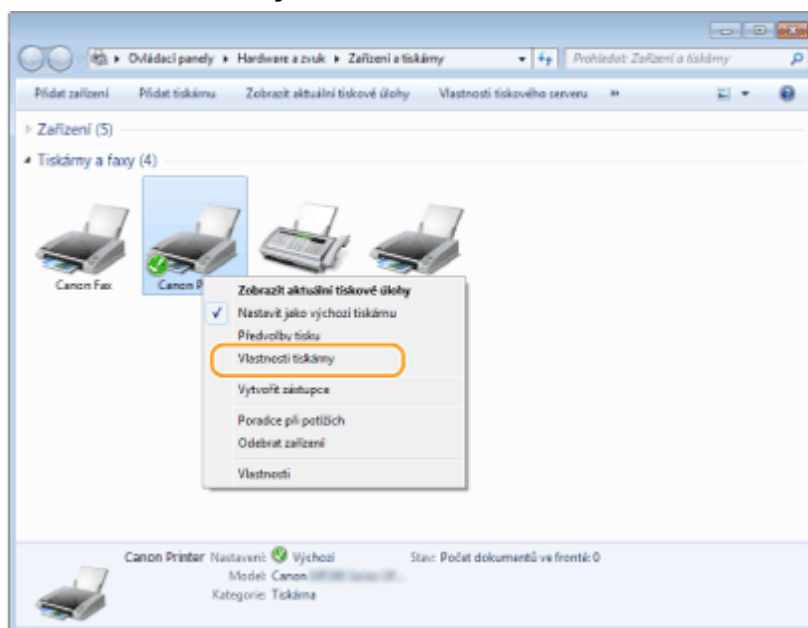 Ovládací panely ▸ Hardware a zvuk ▸ Zařízení a tiskárny
Prohledat: Zařízení a tiskárny
Přidat zařízení Přidat tiskárnu Zobrazit aktuální tiskové úlohy Vlastnosti tiskového serveru »
Zařízení (5)
Tiskárny a faxy (4)
Canon Fax
Canon P
Zobrazit aktuální tiskové úlohy
Nastavit jako výchozí tiskárnu
Předvolby tisku
Vlastnosti tiskárny
Vytvořit zástupce
Poradce při potížích
Odebrat zařízení
Vlastnosti
Canon Printer Nastavení: Výchozí Stav: Počet dokumentů ve frontě: 0
Model: Canon
Kategorie: Tiskárna